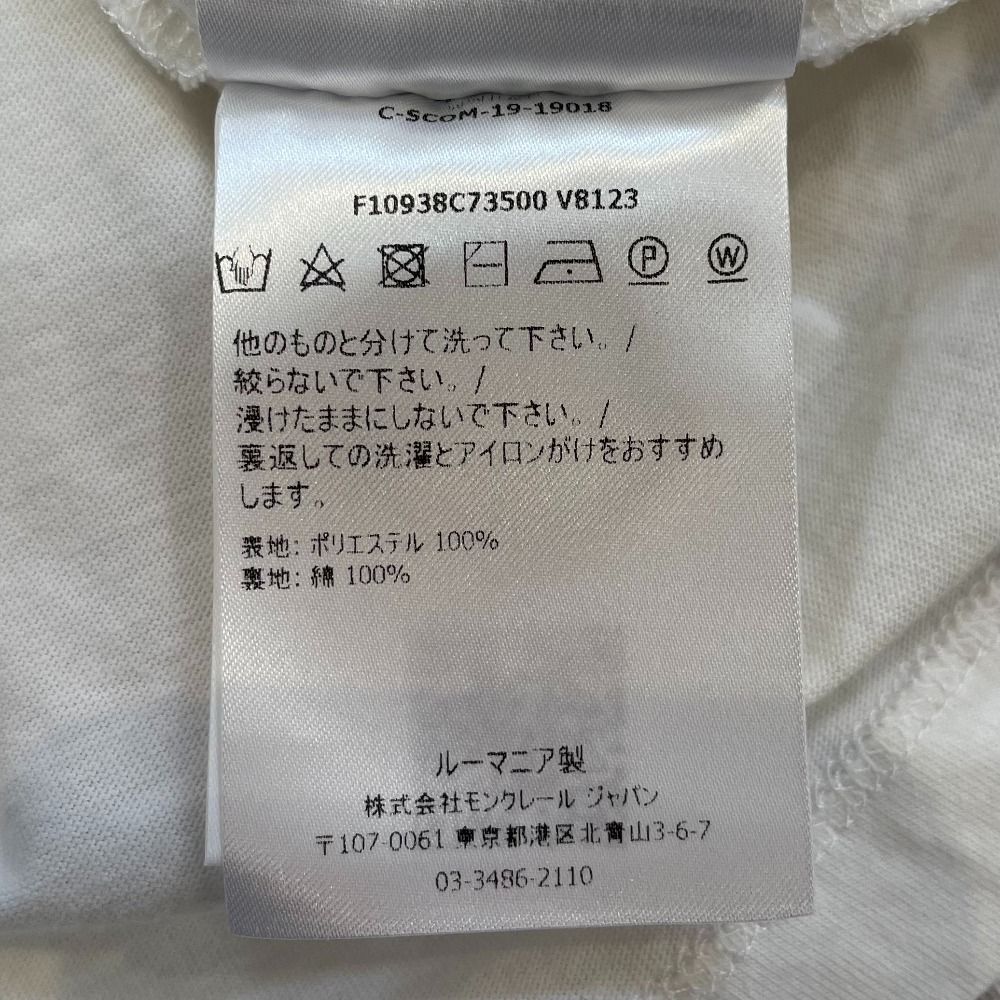 C-SCOM-19-19018
F10938C73500 V8123
P
W
他のものと分けて洗って下さい。/
絞らないで下さい。/
浸けたままにしないで下さい。/
裏返しての洗濯とアイロンがけをおすすめ
します。
表地: ポリエステル 100%
裏地: 綿 100%
ルーマニア製
株式会社モンクレール ジャパン
〒107-0061 東京都港区北青山3-6-7
03-3486-2110